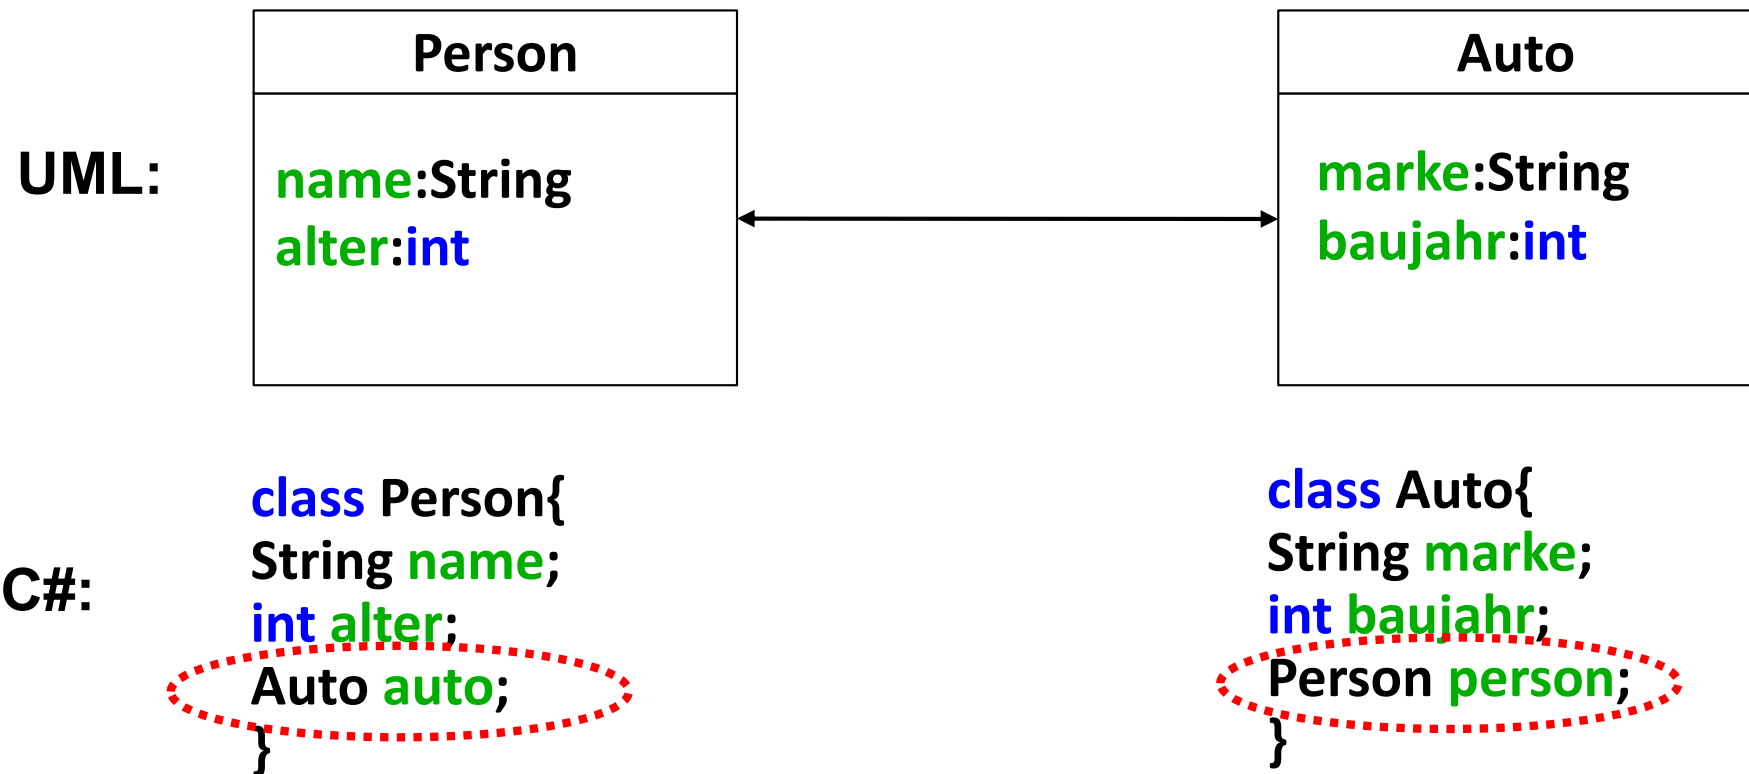 UML:
Person
name:String
alter:int
Auto
marke:String
baujahr:int
C#:
class Person{
String name;
int alter;
Auto auto;
}
class Auto{
String marke;
int baujahr;
Person person;
}